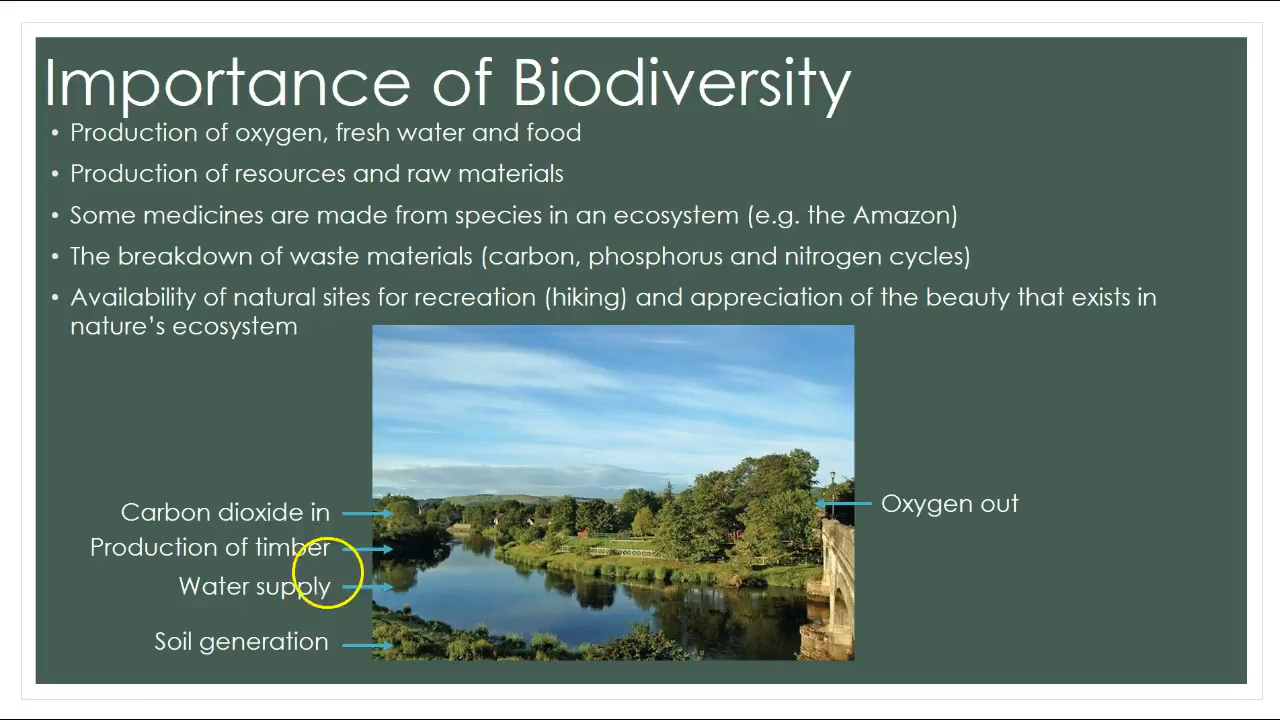 Importance of Biodiversity
• Production of oxygen, fresh water and food
• Production of resources and raw materials
• Some medicines are made from species in an ecosystem (e.g. the Amazon)
• The breakdown of waste materials (carbon, phosphorus and nitrogen cycles)
• Availability of natural sites for recreation (hiking) and appreciation of the beauty that exists in
nature’s ecosystem
Carbon dioxide in
Production of timber
Water supply
Soil generation
Oxygen out